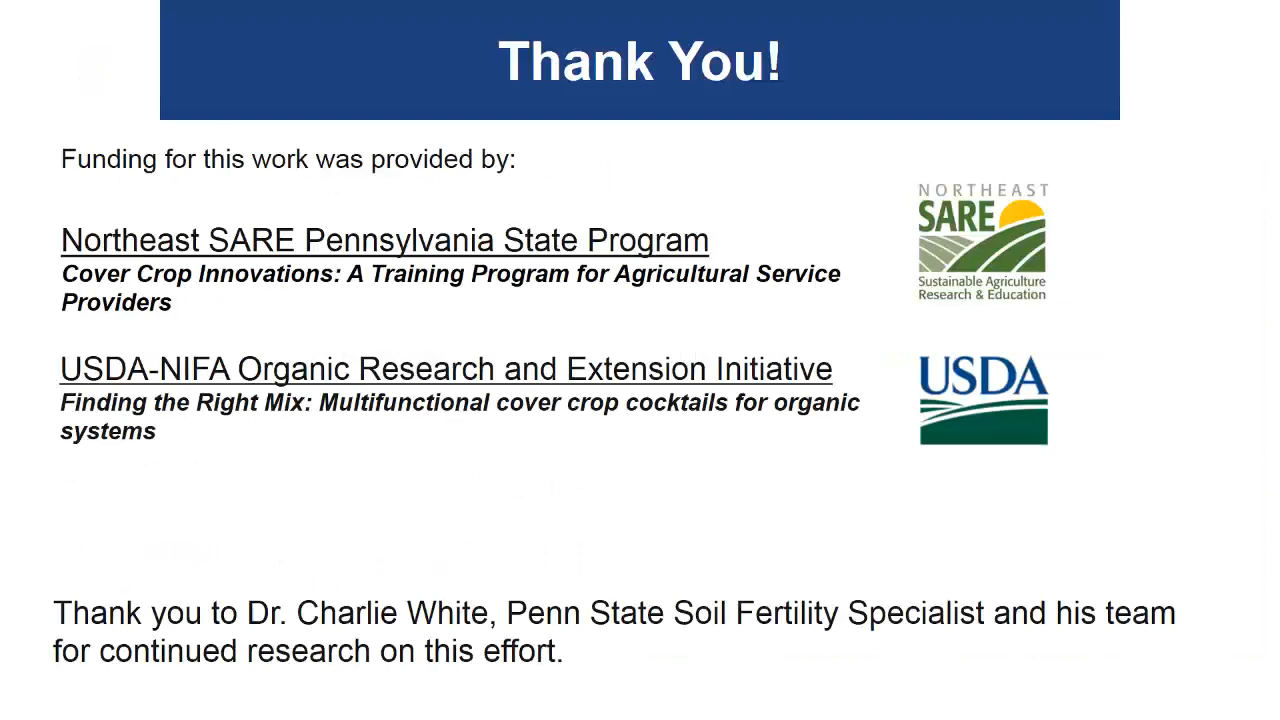 Thank You!
Funding for this work was provided by:
Northeast SARE Pennsylvania State Program
Cover Crop Innovations: A Training Program for Agricultural Service
Providers
NORTHEAST
SARE
Sustainable Agriculture
Research & Education
USDA-NIFA Organic Research and Extension Initiative
Finding the Right Mix: Multifunctional cover crop cocktails for organic
systems
USDA
Thank you to Dr. Charlie White, Penn State Soil Fertility Specialist and his team
for continued research on this effort.